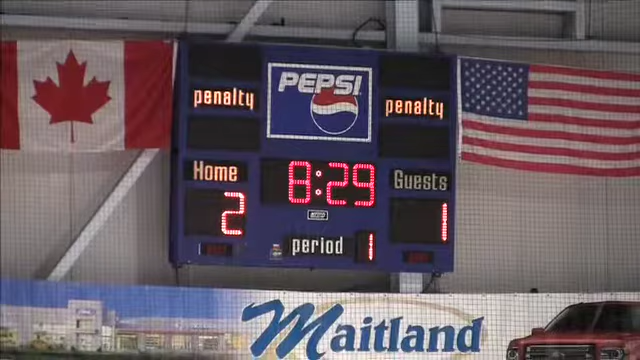 PEPSI
penalty
penalty
Home
8:29
Guests
2
1
period 1
Maitland